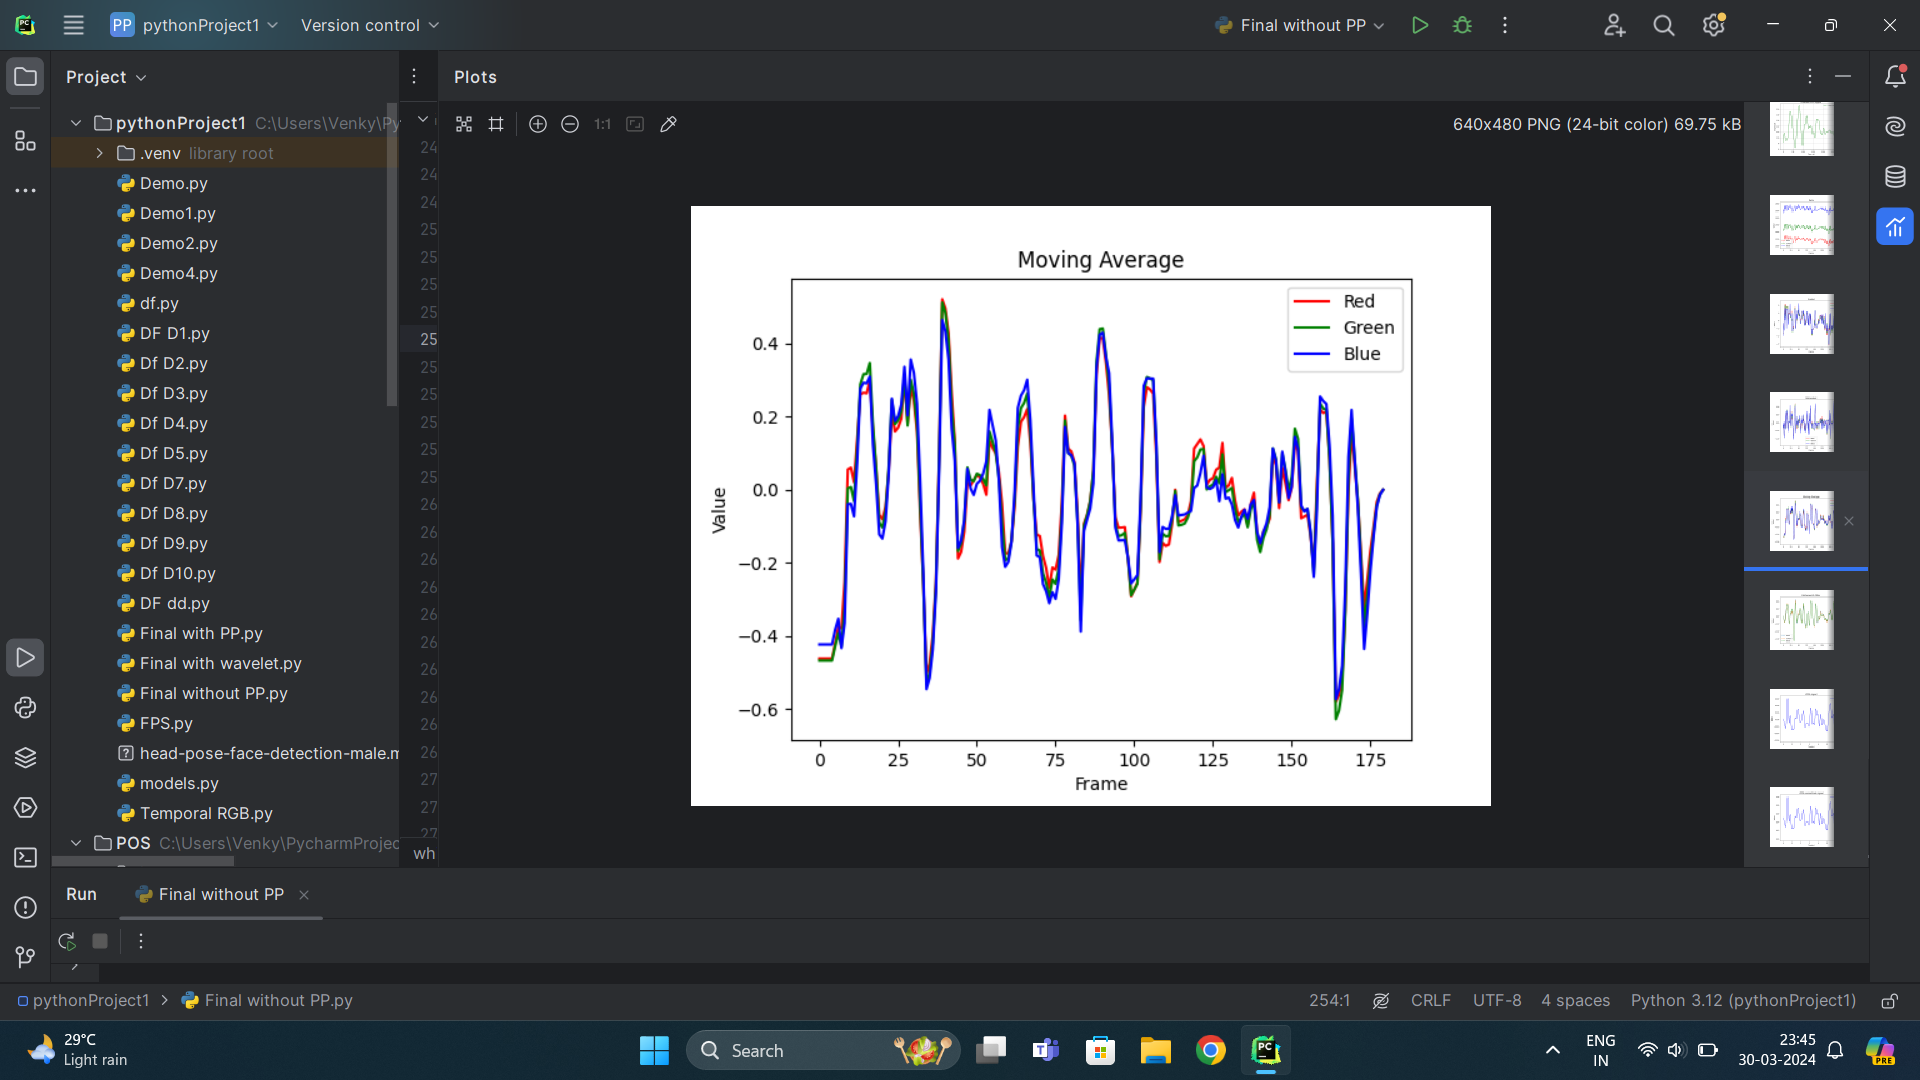 PP pythonProject1
Version control
Final without PP
Project
Plots
pythonProject1 C:\Users\Venky\Py
.venv library root
Demo.py
Demo1.py
Demo2.py
Demo4.py
df.py
DF D1.py
Df D2.py
Df D3.py
Df D4.py
Df D5.py
Df D7.py
Df D8.py
Df D9.py
Df D10.py
DF dd.py
Final with PP.py
Final with wavelet.py
Final without PP.py
FPS.py
head-pose-face-detection-male.m
models.py
Temporal RGB.py
POS C:\Users\Venky\PycharmProjec
24
24
24
25
25
25
25
25
25
25
25
25
25
26
26
26
26
26
26
26
26
26
26
27
27
27
wh
1:1
640x480 PNG (24-bit color) 69.75 kB
Moving Average
Red
Green
Blue
Value
0.4
0.2
0.0
−0.2
−0.4
−0.6
0 25 50 75 100 125 150 175
Frame
Run
Final without PP
pythonProject1 > Final without PP.py
254:1 CRLF UTF-8 4 spaces Python 3.12 (pythonProject1)
29°C
Light rain
Search
ENG
IN
23:45
30-03-2024
PRE